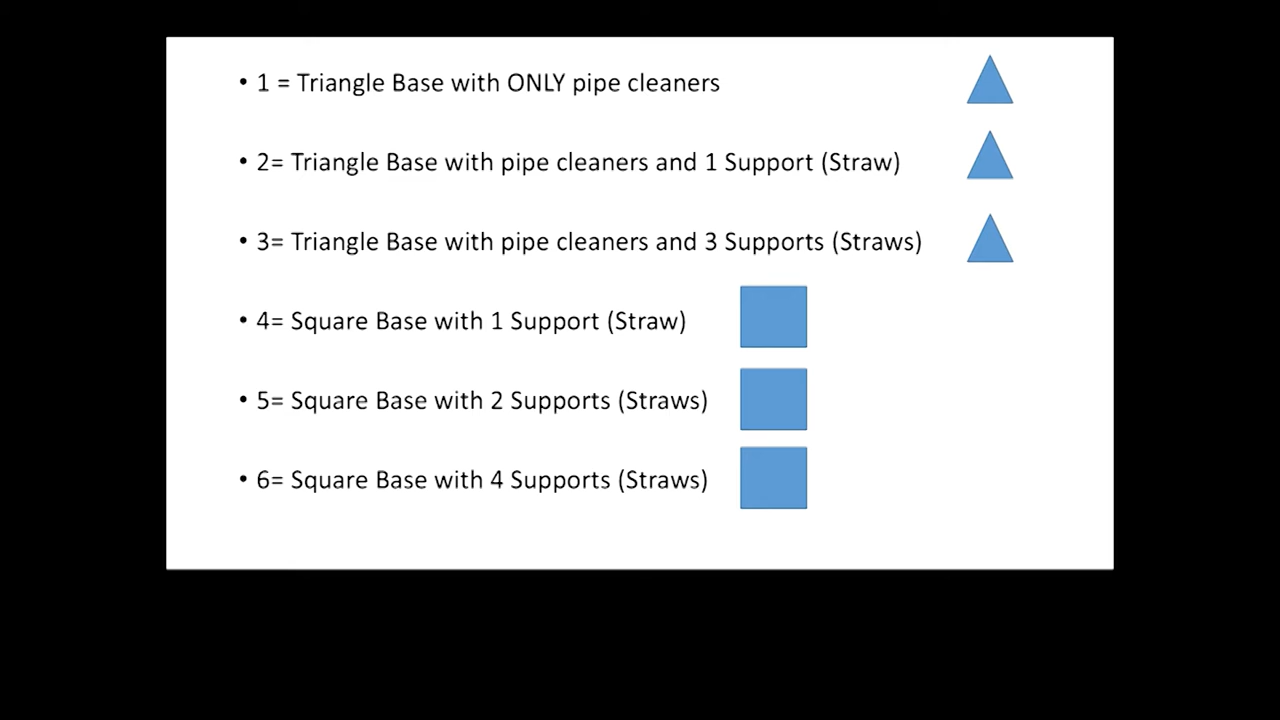 • 1 = Triangle Base with ONLY pipe cleaners
• 2= Triangle Base with pipe cleaners and 1 Support (Straw)
• 3= Triangle Base with pipe cleaners and 3 Supports (Straws)
• 4= Square Base with 1 Support (Straw)
• 5= Square Base with 2 Supports (Straws)
• 6= Square Base with 4 Supports (Straws)